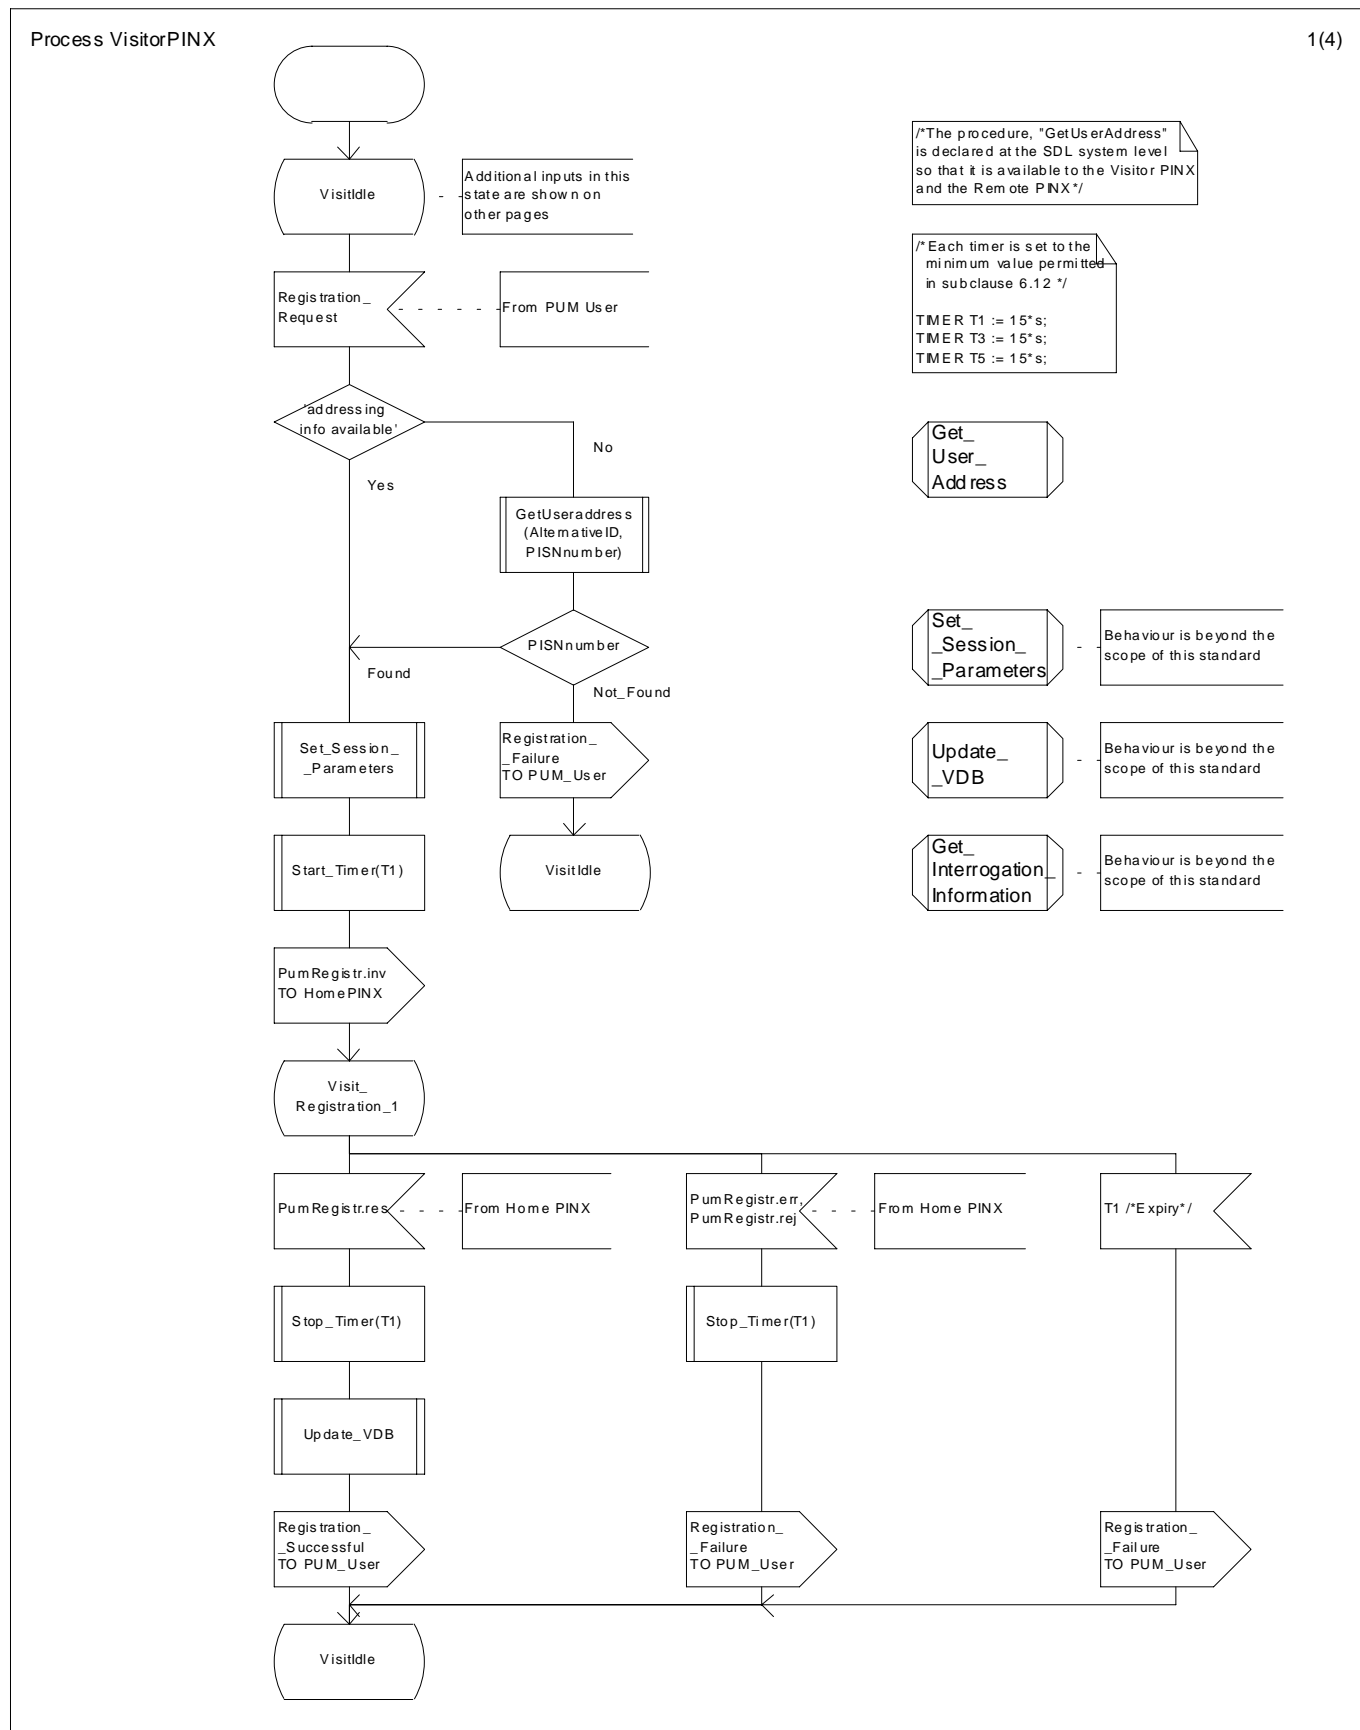 Process VisitorPINX
1(4)
/*The procedure, "GetUserAddress"
is declared at the SDL system level
so that it is available to the Visitor PINX
and the Remote PINX*/
VisitIdle
Additional inputs in this
state are shown on
other pages
/*Each timer is set to the
minimum value permitted
in subclause 6.12 */
TIMER T1 := 15*s;
TIMER T3 := 15*s;
TIMER T5 := 15*s;
Registration_
Request
From PUM User
'addressing
info available'
No
Yes
Get_
User_
Address
GetUseraddress
(AlternativeID,
PISNnumber)
PISNnumber
Found
Not_Found
Set_
_Session_
_Parameters
Behaviour is beyond the
scope of this standard
Set_Session_
_Parameters
Registration_
_Failure
TO PUM_User
Update_
_VDB
Behaviour is beyond the
scope of this standard
Start_Timer(T1)
VisitIdle
Get_
Interrogation_
Information
Behaviour is beyond the
scope of this standard
PumRegistr.inv
TO HomePINX
Visit_
Registration_1
PumRegistr.res
From Home PINX
PumRegistr.err,
PumRegistr.rej
From Home PINX
T1 /*Expiry*/
Stop_Timer(T1)
Stop_Timer(T1)
Update_VDB
Registration_
_Successful
TO PUM_User
Registration_
_Failure
TO PUM_User
Registration_
_Failure
TO PUM_User
VisitIdle